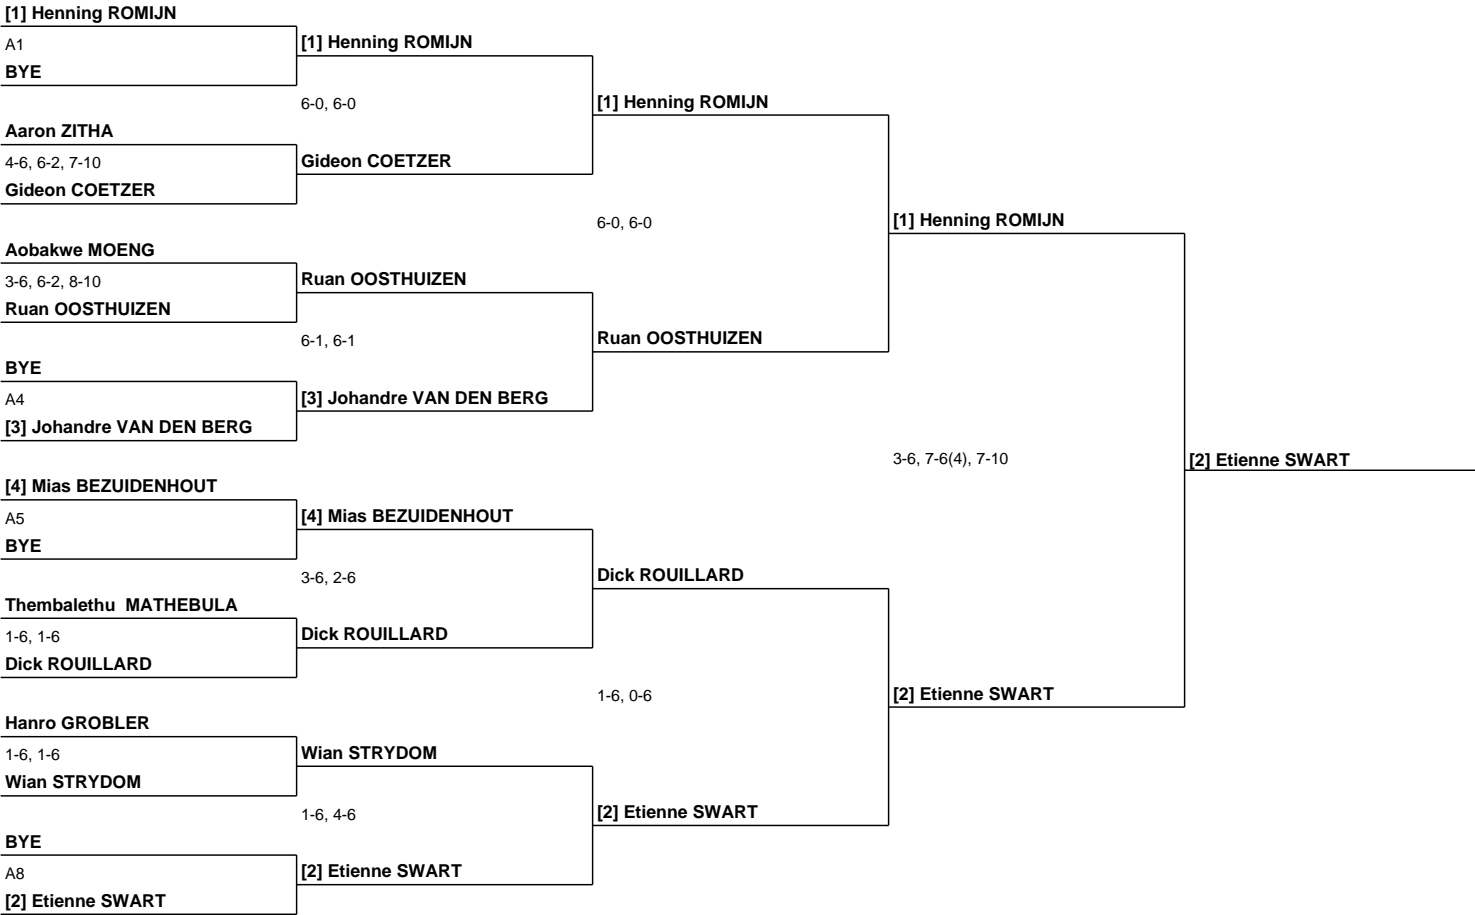 [1] Henning ROMIJN
A1
BYE
Aaron ZITHA
4-6, 6-2, 7-10
Gideon COETZER
Aobakwe MOENG
3-6, 6-2, 8-10
Ruan OOSTHUIZEN
BYE
A4
[3] Johandre VAN DEN BERG
[4] Mias BEZUIDENHOUT
A5
BYE
Thembalethu  MATHEBULA
1-6, 1-6
Dick ROUILLARD
Hanro GROBLER
1-6, 1-6
Wian STRYDOM
BYE
A8
[2] Etienne SWART
[1] Henning ROMIJN
6-0, 6-0
Gideon COETZER
Ruan OOSTHUIZEN
6-1, 6-1
[3] Johandre VAN DEN BERG
[4] Mias BEZUIDENHOUT
3-6, 2-6
Dick ROUILLARD
Wian STRYDOM
1-6, 4-6
[2] Etienne SWART
[1] Henning ROMIJN
6-0, 6-0
Ruan OOSTHUIZEN
Dick ROUILLARD
1-6, 0-6
[2] Etienne SWART
[1] Henning ROMIJN
3-6, 7-6(4), 7-10
[2] Etienne SWART
[2] Etienne SWART